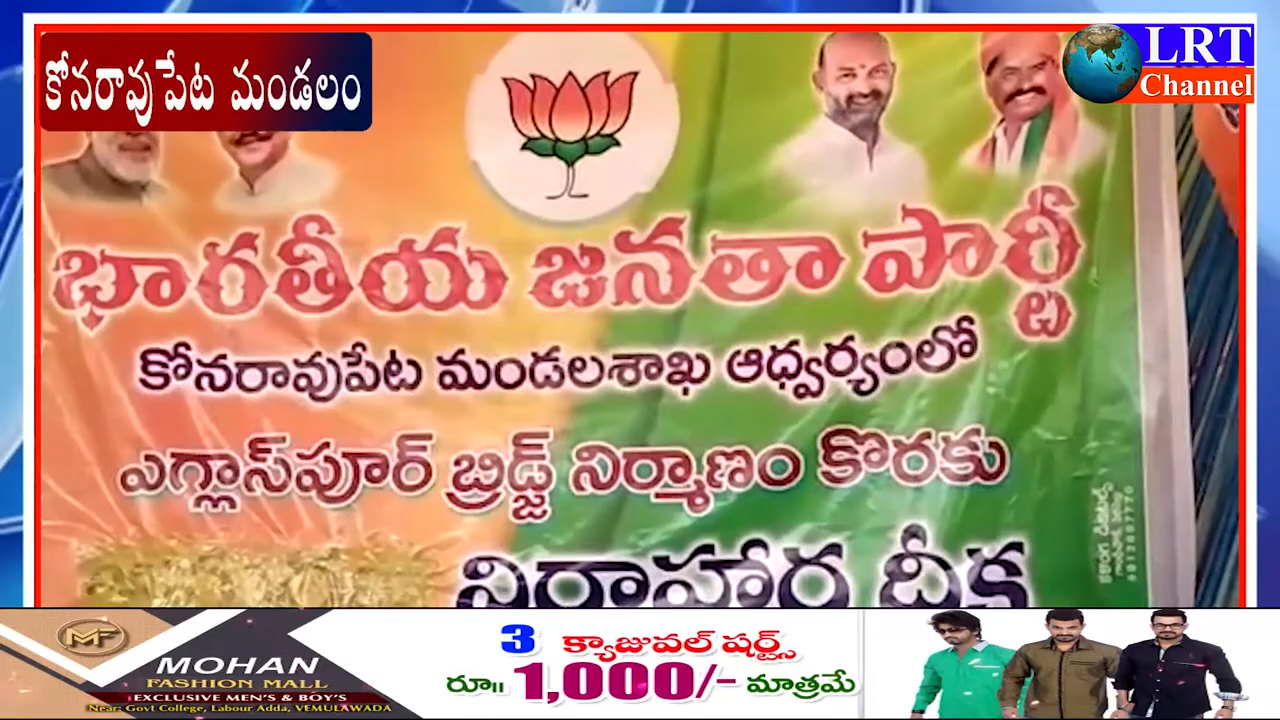 కోనరావుపేట మండలం
LRT
Channel
భారతీయ జనతా పార్టీ
కోనరావుపేట మండలశాఖ ఆధ్వర్యంలో
ఎగ్లాస్‌పూర్ బ్రిడ్జ్ నిర్మాణం కొరకు
నిరాహార దీక్ష
MF
MOHAN
FASHION MALL
EXCLUSIVE MEN'S & BOY'S
Near: Govt College, Labour Adda, VEMULAWADA
3 క్యాజువల్ షర్ట్స్
రూ॥ 1,000/- మాత్రమే